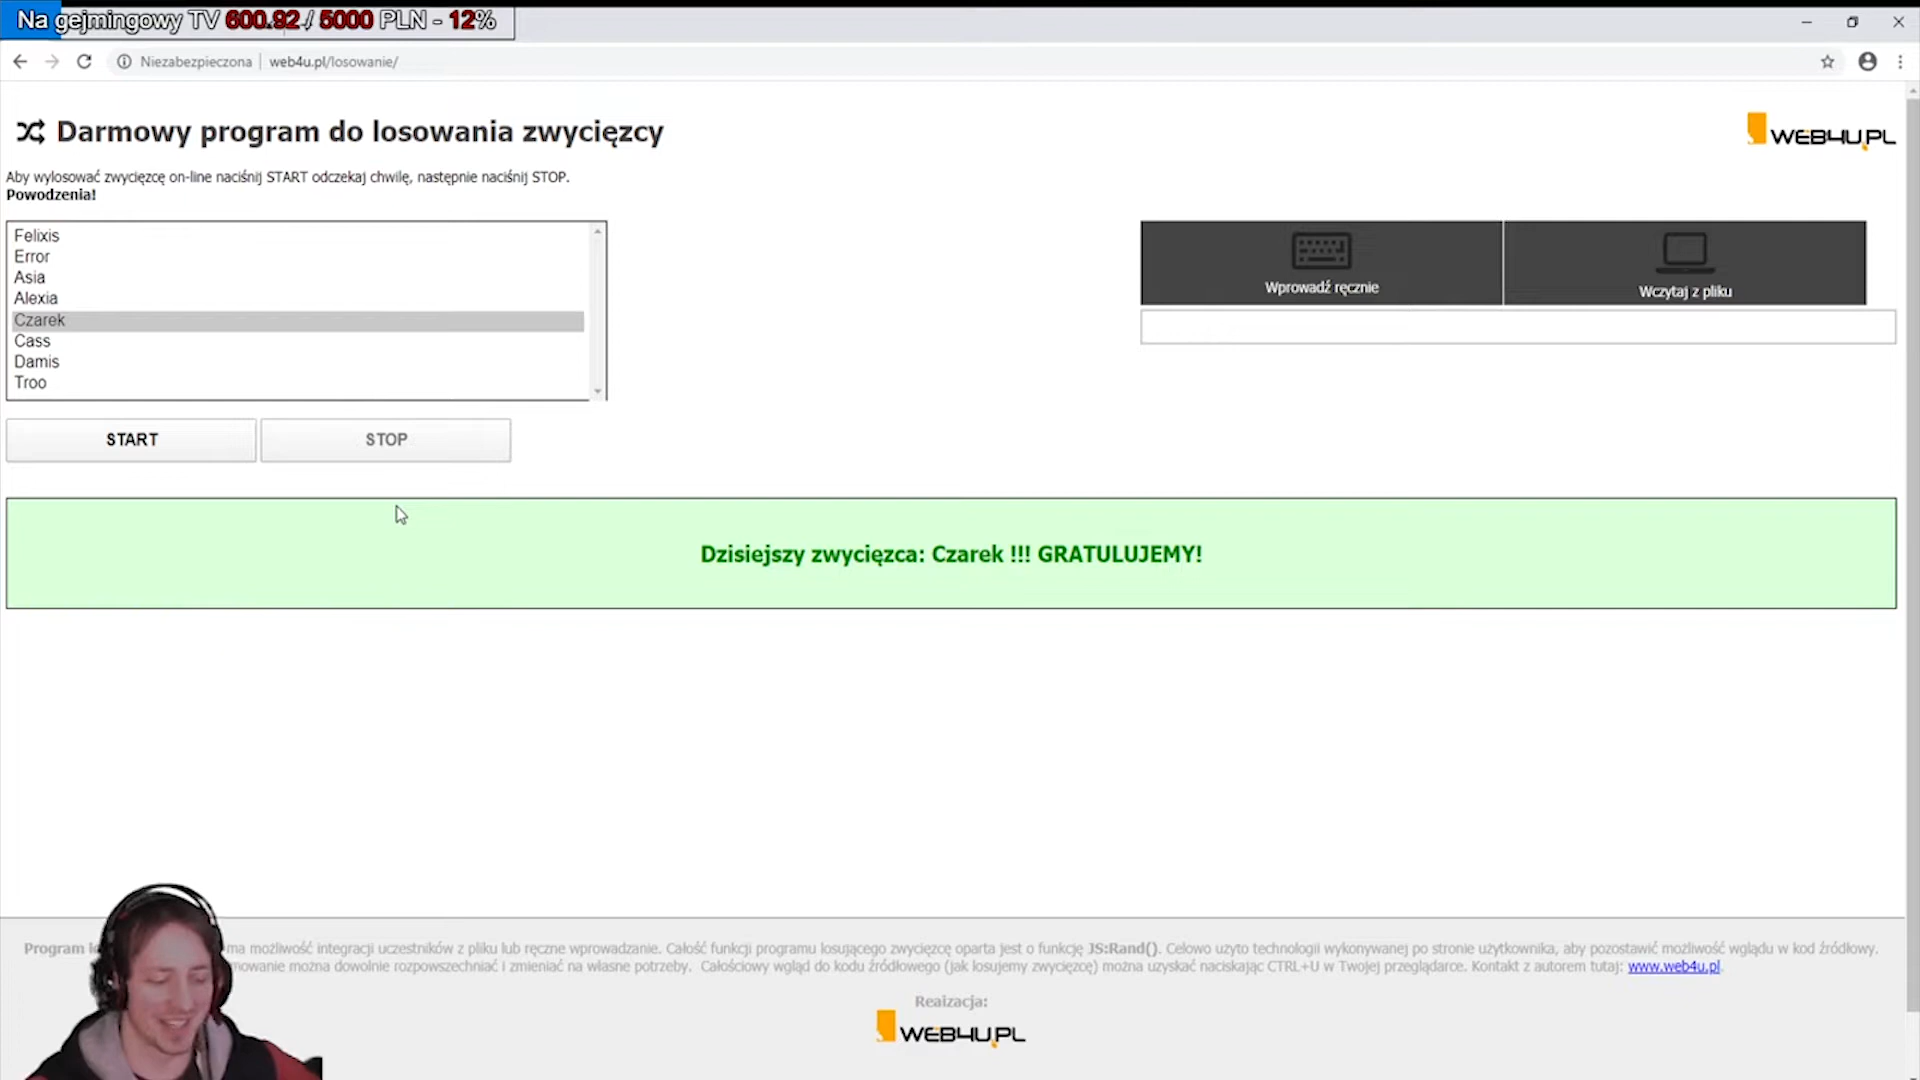 Na gejmingowy TV 600.92 / 5000 PLN - 12%
Niezabezpieczona | web4u.pl/losowanie/
Darmowy program do losowania zwycięzcy
WEB4U.PL
Aby wylosować zwycięzcę on-line naciśnij START odczekaj chwilę, następnie naciśnij STOP.
Powodzenia!
Felixis
Error
Asia
Alexia
Czarek
Cass
Damis
Troo
Wprowadź ręcznie
Wczytaj z pliku
START
STOP
Dzisiejszy zwycięzca: Czarek !!! GRATULUJEMY!
Program ma możliwość integracji uczestników z pliku lub ręczne wprowadzanie. Całość funkcji programu losującego zwycięzcę oparta jest o funkcję JS:Rand(). Celowo użyto technologii wykonywanej po stronie użytkownika, aby pozostawić możliwość wglądu w kod źródłowy.
mowanie można dowolnie rozpowszechniać i zmieniać na własne potrzeby. Całościowy wgląd do kodu źródłowego (jak losujemy zwycięzcę) można uzyskać naciskając CTRL+U w Twojej przeglądarce. Kontakt z autorem tutaj: www.web4u.pl.
Reaizacja:
WEB4U.PL